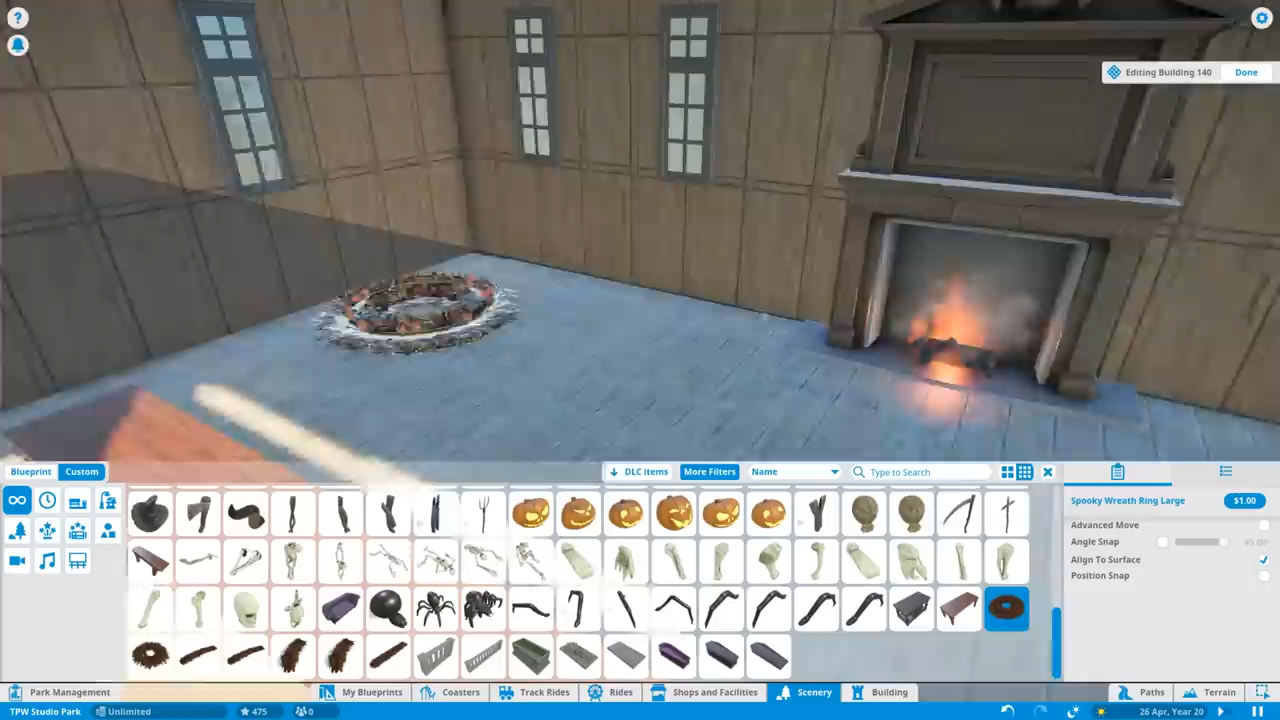 ?
Editing Building 140 Done
Blueprint Custom
DLC items More Filters Name Type to Search
Spooky Wreath Ring Large $1.00
Advanced Move
Angle Snap 45.00°
Align To Surface
Position Snap
Park Management My Blueprints Coasters Track Rides Rides Shops and Facilities Scenery Building Paths Terrain
TPW Studio Park Unlimited 475 0 26 Apr, Year 20